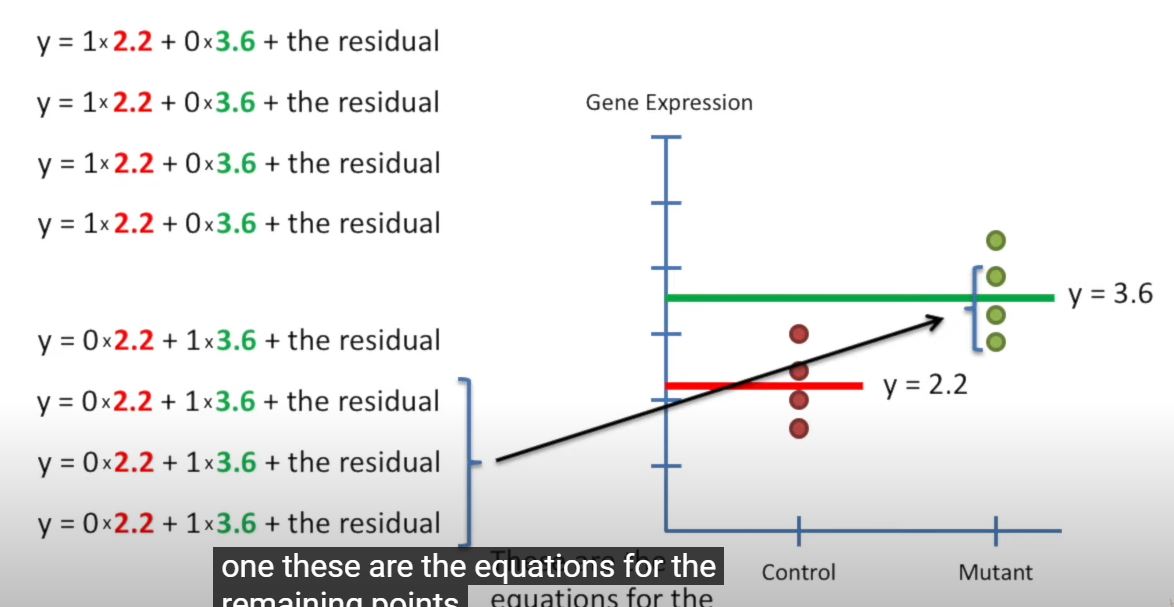 y = 1×2.2 + 0×3.6 + the residual
y = 1×2.2 + 0×3.6 + the residual
y = 1×2.2 + 0×3.6 + the residual
y = 1×2.2 + 0×3.6 + the residual
y = 0×2.2 + 1×3.6 + the residual
y = 0×2.2 + 1×3.6 + the residual
y = 0×2.2 + 1×3.6 + the residual
y = 0×2.2 + 1×3.6 + the residual
Gene Expression
y = 3.6
y = 2.2
Control
Mutant
These are the
equations for the
one these are the equations for the
remaining points